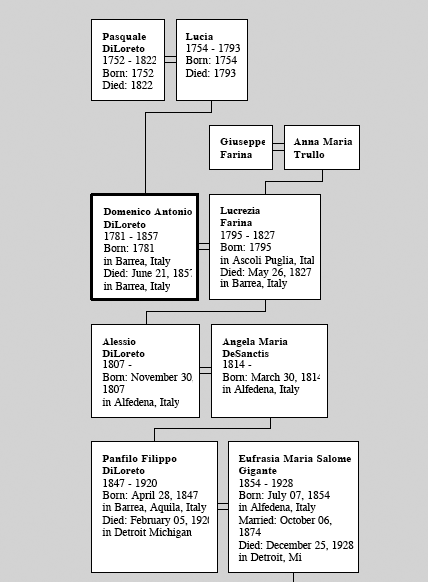 Pasquale
DiLoreto
1752 - 1822
Born: 1752
Died: 1822
Lucia
1754 - 1793
Born: 1754
Died: 1793
Giuseppe
Farina
Anna Maria
Trullo
Domenico Antonio
DiLoreto
1781 - 1857
Born: 1781
in Barrea, Italy
Died: June 21, 1857
in Barrea, Italy
Lucrezia
Farina
1795 - 1827
Born: 1795
in Ascoli Puglia, Ital
Died: May 26, 1827
in Barrea, Italy
Alessio
DiLoreto
1807 -
Born: November 30,
1807
in Alfedena, Italy
Angela Maria
DeSanctis
1814 -
Born: March 30, 1814
in Alfedena, Italy
Panfilo Filippo
DiLoreto
1847 - 1920
Born: April 28, 1847
in Barrea, Aquila, Italy
Died: February 05, 1920
in Detroit Michigan
Eufrasia Maria Salome
Gigante
1854 - 1928
Born: July 07, 1854
in Alfedena, Italy
Married: October 06,
1874
Died: December 25, 1928
in Detroit, Mi